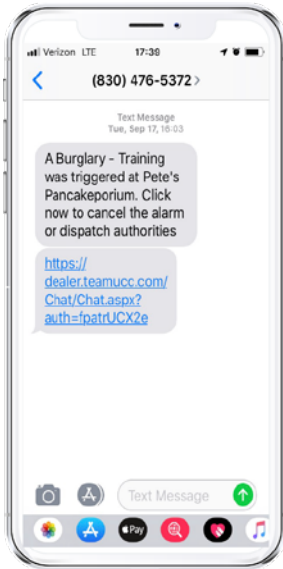 Verizon LTE 17:39
(830) 476-5372
Text Message
Tue, Sep 17, 16:03
A Burglary - Training
was triggered at Pete's
Pancakeporium. Click
now to cancel the alarm
or dispatch authorities
https://
dealer.teamucc.com/
Chat/Chat.aspx?
auth=fpatrUCX2e
Text Message
Pay